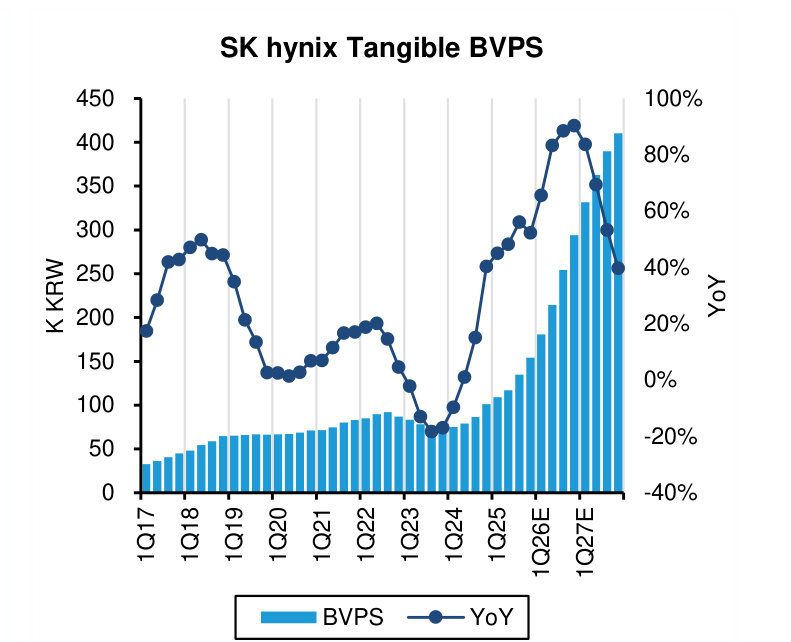 SK hynix Tangible BVPS
450
400
350
300
250
200
150
100
50
0
K KRW
100%
80%
60%
40%
20%
0%
-20%
-40%
YoY
1Q17
1Q18
1Q19
1Q20
1Q21
1Q22
1Q23
1Q24
1Q25
1Q26E
1Q27E
BVPS YoY